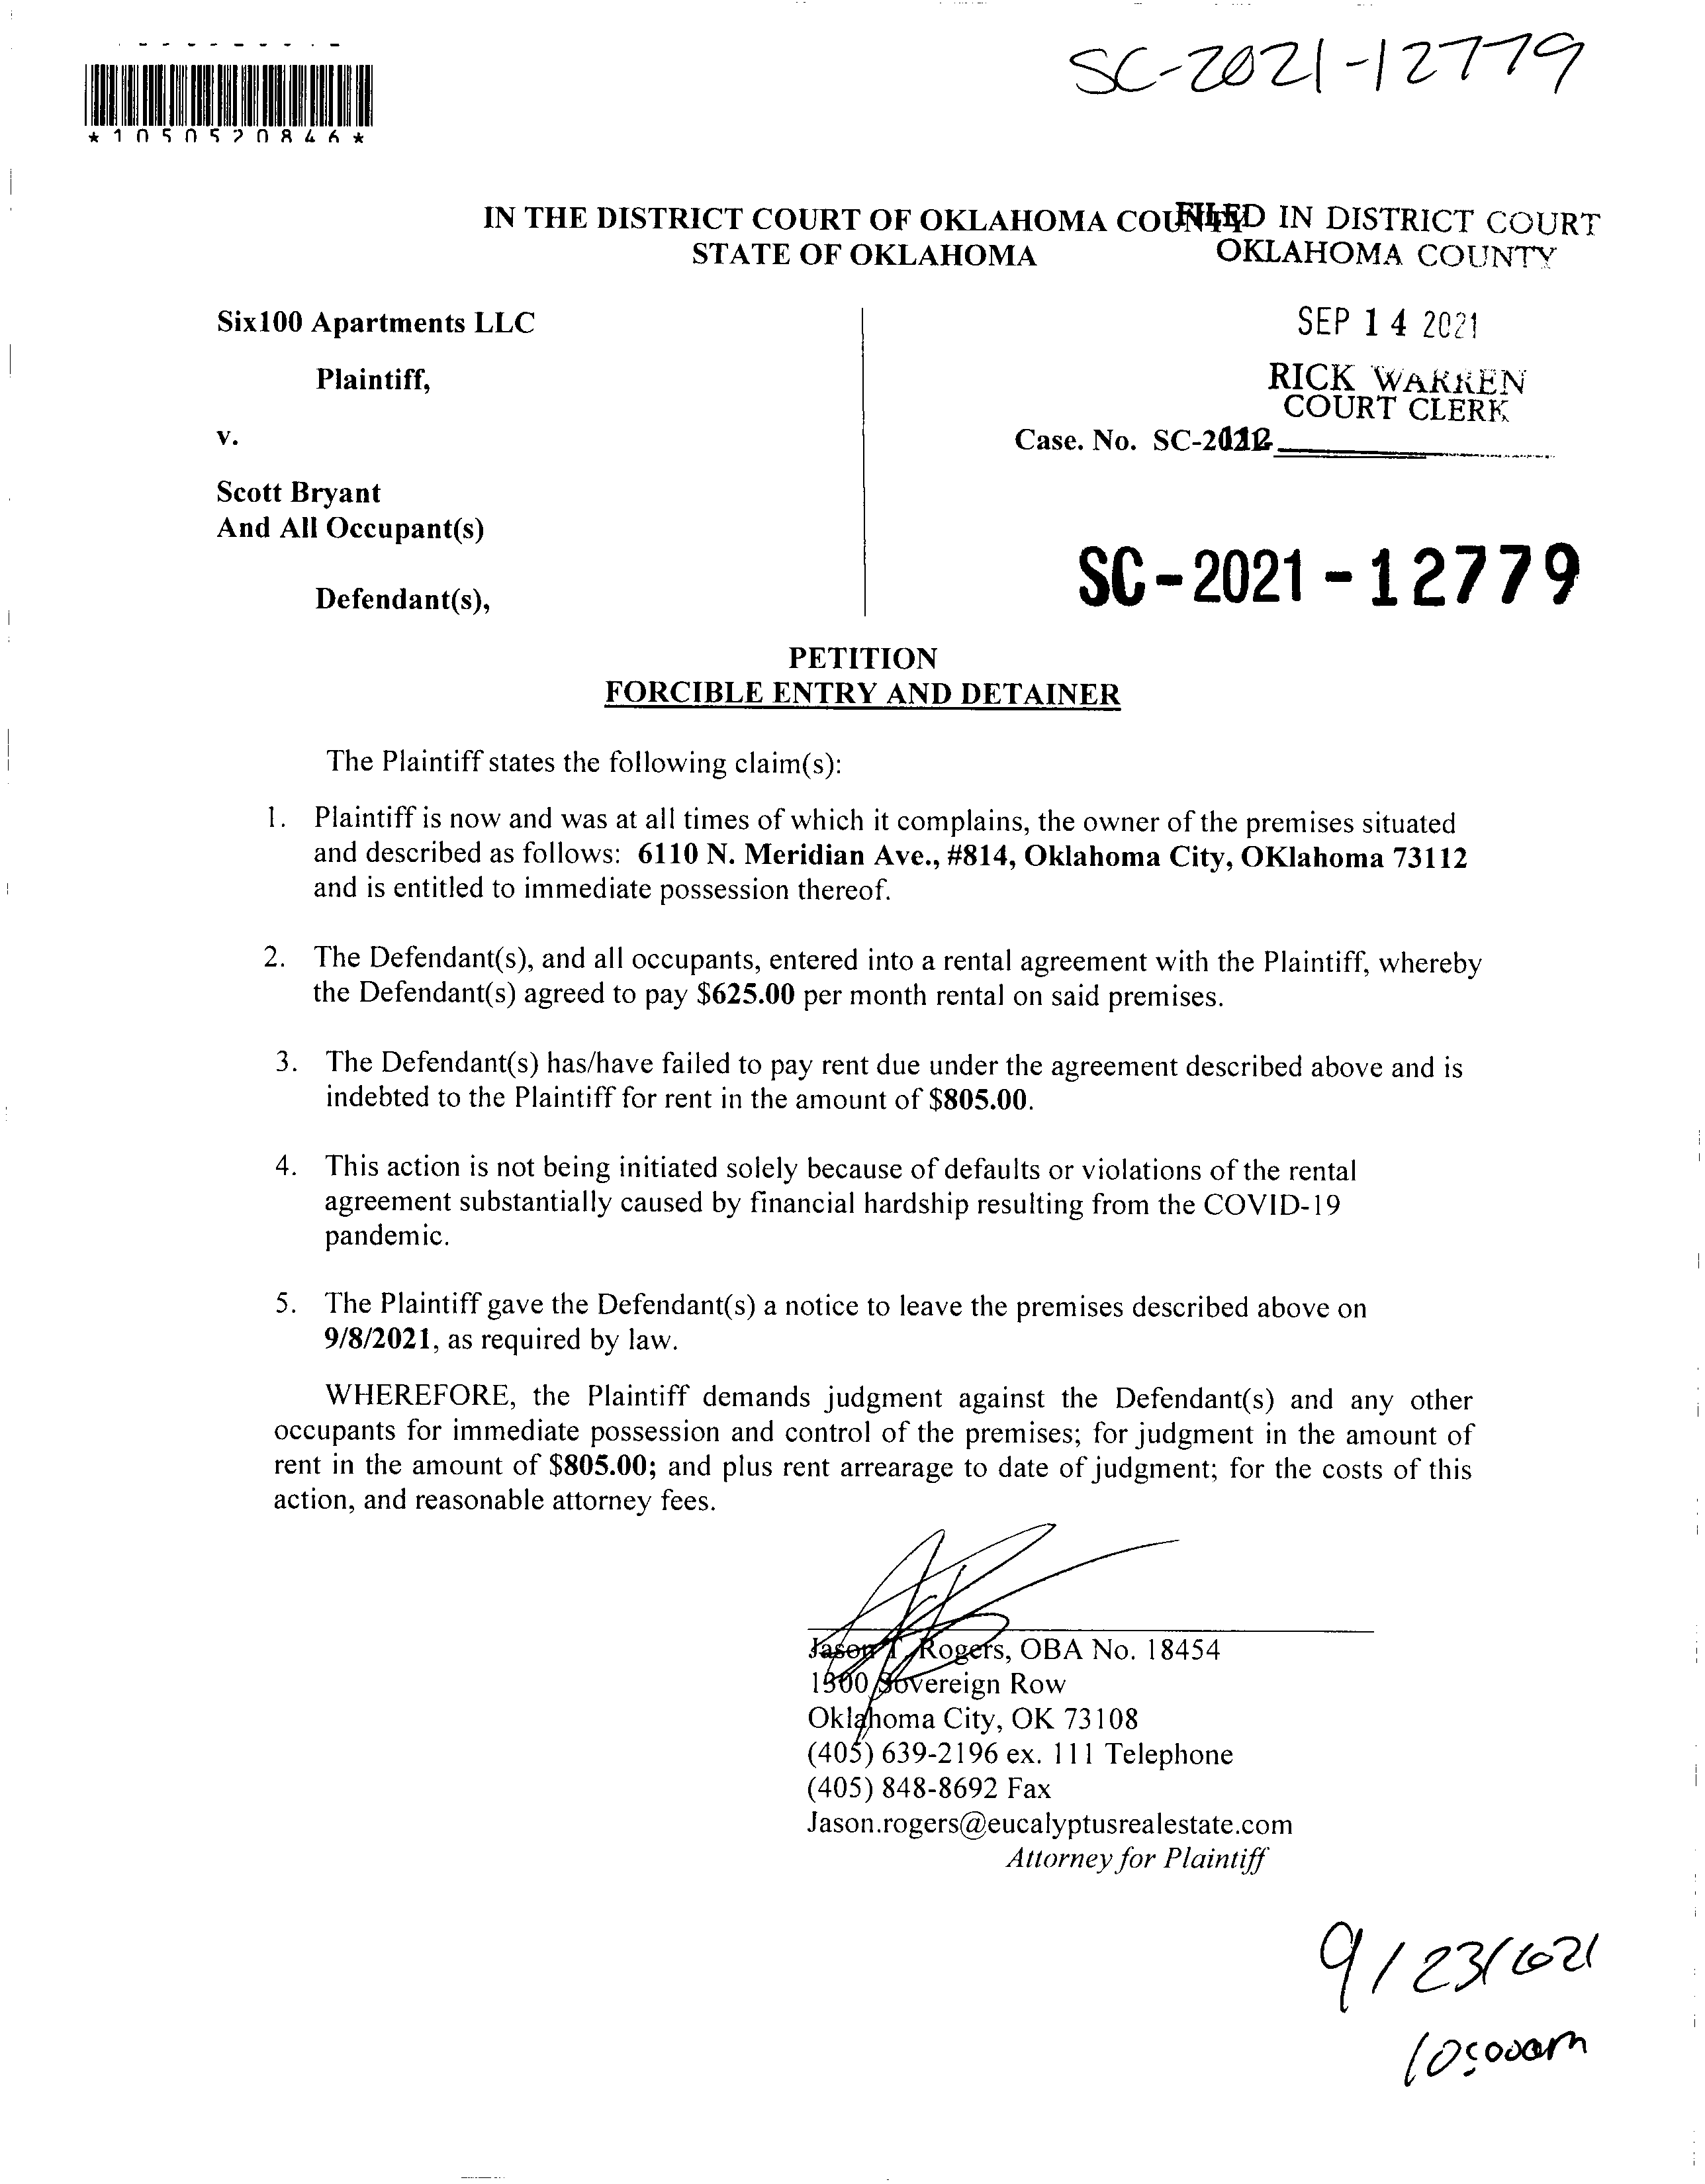 SC-2021-12779
*1050520846*
IN THE DISTRICT COURT OF OKLAHOMA COUNTY
STATE OF OKLAHOMA
FILED IN DISTRICT COURT
OKLAHOMA COUNTY
SEP 14 2021
RICK WARREN
COURT CLERK
Six100 Apartments LLC
Plaintiff,
v.
Case. No. SC-
Scott Bryant
And All Occupant(s)
Defendant(s),
SC-2021-12779
PETITION
FORCIBLE ENTRY AND DETAINER
The Plaintiff states the following claim(s):
1. Plaintiff is now and was at all times of which it complains, the owner of the premises situated
and described as follows: 6110 N. Meridian Ave., #814, Oklahoma City, OKlahoma 73112
and is entitled to immediate possession thereof.
2. The Defendant(s), and all occupants, entered into a rental agreement with the Plaintiff, whereby
the Defendant(s) agreed to pay $625.00 per month rental on said premises.
3. The Defendant(s) has/have failed to pay rent due under the agreement described above and is
indebted to the Plaintiff for rent in the amount of $805.00.
4. This action is not being initiated solely because of defaults or violations of the rental
agreement substantially caused by financial hardship resulting from the COVID-19
pandemic.
5. The Plaintiff gave the Defendant(s) a notice to leave the premises described above on
9/8/2021, as required by law.
WHEREFORE, the Plaintiff demands judgment against the Defendant(s) and any other
occupants for immediate possession and control of the premises; for judgment in the amount of
rent in the amount of $805.00; and plus rent arrearage to date of judgment; for the costs of this
action, and reasonable attorney fees.
Jason T. Rogers, OBA No. 18454
Sovereign Row
Oklahoma City, OK 73108
(405) 639-2196 ex. 111 Telephone
(405) 848-8692 Fax
Jason.rogers@eucalyptusrealestate.com
Attorney for Plaintiff
9/23/2021
10:00am